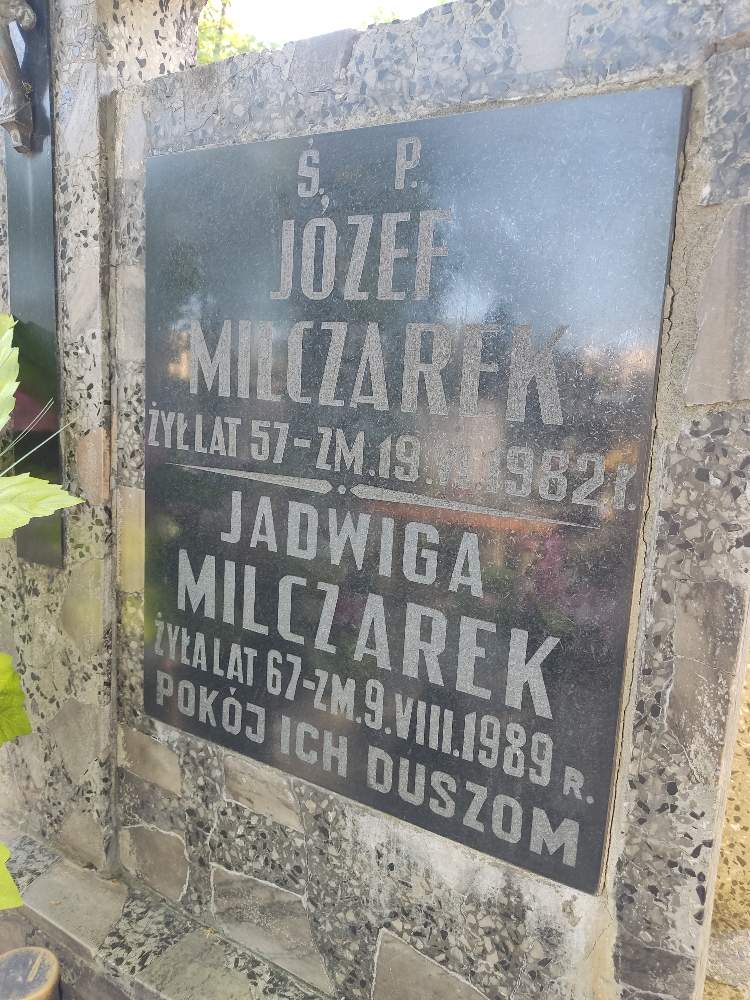 Ś. P.
JÓZEF
MILCZAREK
ŻYŁ LAT 57-ZM.19. 1982 r.
JADWIGA
MILCZAREK
ŻYŁA LAT 67-ZM.9.VIII.1989 R.
POKÓJ ICH DUSZOM